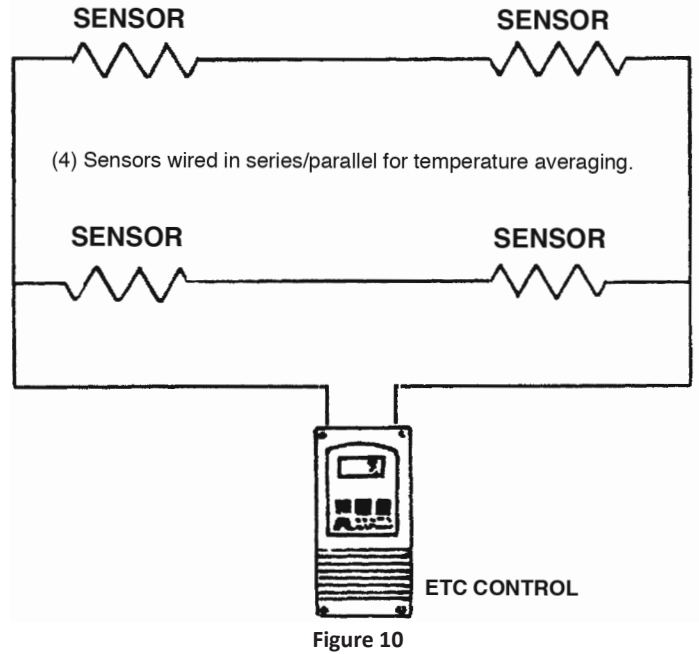 SENSOR SENSOR
(4) Sensors wired in series/parallel for temperature averaging.
SENSOR SENSOR
ETC CONTROL
Figure 10